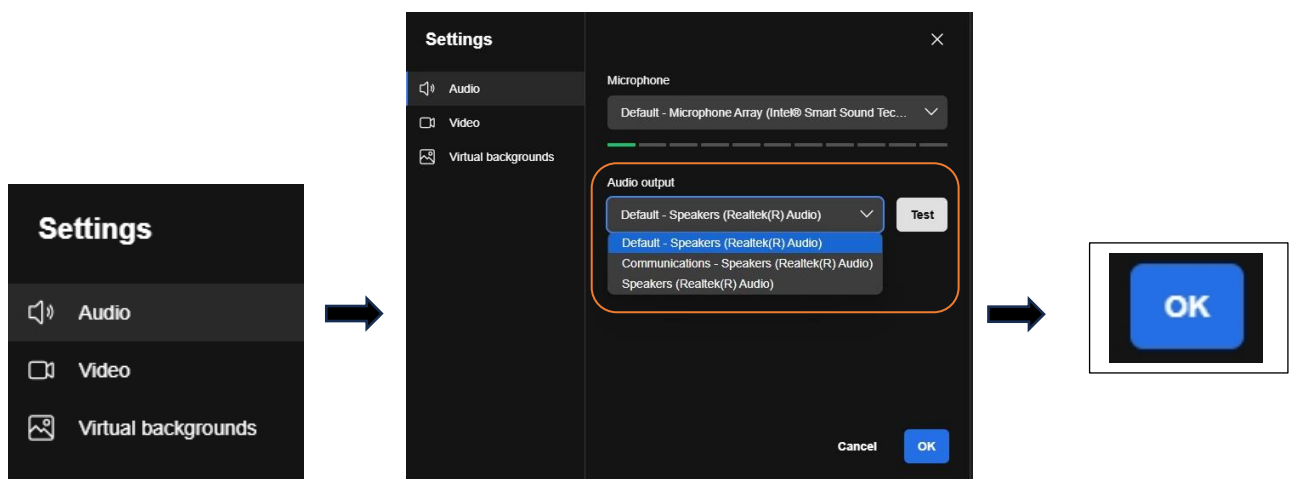 Settings
Audio
Video
Virtual backgrounds
Settings
Audio
Video
Virtual backgrounds
Microphone
Default - Microphone Array (Intel® Smart Sound Tec...
Audio output
Default - Speakers (Realtek(R) Audio)
Test
Default - Speakers (Realtek(R) Audio)
Communications - Speakers (Realtek(R) Audio)
Speakers (Realtek(R) Audio)
Cancel
OK
OK